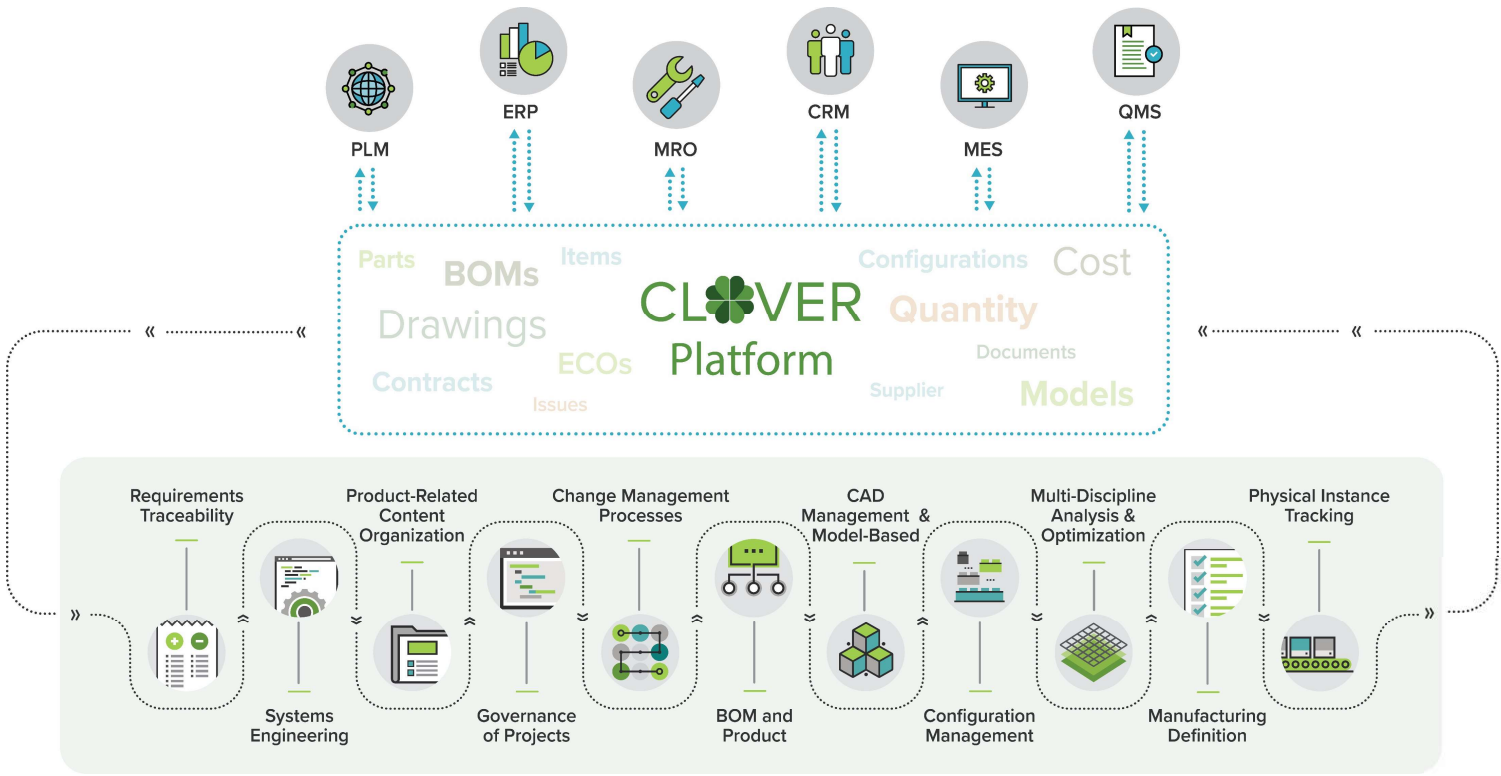 PLM
ERP
MRO
CRM
MES
QMS
Parts
BOMs
Items
Drawings
ECOs
Contracts
Issues
CLOVER
Platform
Configurations
Cost
Quantity
Documents
Supplier
Models
Requirements
Traceability
Systems
Engineering
Product-Related
Content
Organization
Governance
of Projects
Change Management
Processes
BOM and
Product
CAD
Management &
Model-Based
Configuration
Management
Multi-Discipline
Analysis &
Optimization
Manufacturing
Definition
Physical Instance
Tracking